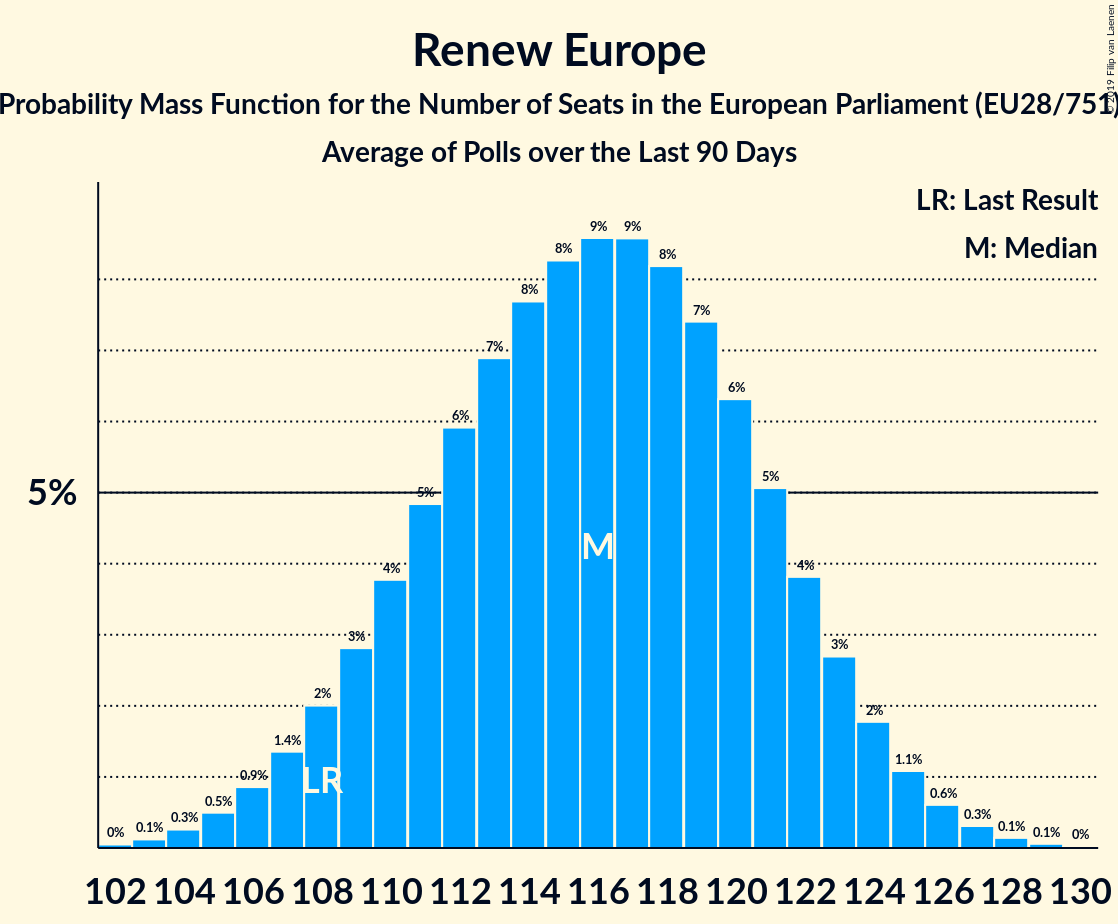 Renew Europe
Probability Mass Function for the Number of Seats in the European Parliament (EU28/751)
Average of Polls over the Last 90 Days
© 2019 Filip van Laenen
LR: Last Result
M: Median
5%
0% 0.1% 0.3% 0.5% 0.9% 1.4% 2% 3% 4% 5% 6% 7% 8% 8% 9% 9% 8% 7% 6% 5% 4% 3% 2% 1.1% 0.6% 0.3% 0.1% 0.1% 0%
M
LR
102 104 106 108 110 112 114 116 118 120 122 124 126 128 130